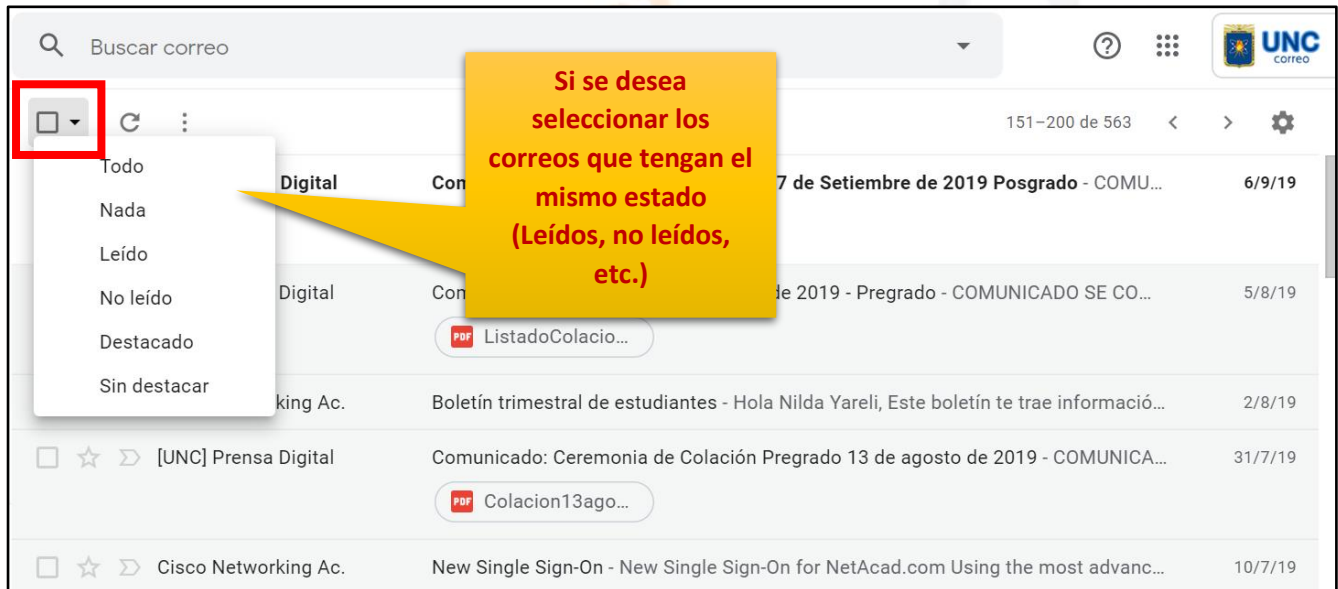 Buscar correo
UNC
correo
Si se desea
seleccionar los
correos que tengan el
mismo estado
(Leídos, no leídos,
etc.)
151–200 de 563
Todo
Nada
Leído
No leído
Destacado
Sin destacar
Digital Con 7 de Setiembre de 2019 Posgrado - COMU... 6/9/19
Digital Con de 2019 - Pregrado - COMUNICADO SE CO... 5/8/19
PDF ListadoColacio...
king Ac. Boletín trimestral de estudiantes - Hola Nilda Yareli, Este boletín te trae informació... 2/8/19
[UNC] Prensa Digital Comunicado: Ceremonia de Colación Pregrado 13 de agosto de 2019 - COMUNICA... 31/7/19
PDF Colacion13ago...
Cisco Networking Ac. New Single Sign-On - New Single Sign-On for NetAcad.com Using the most advanc... 10/7/19